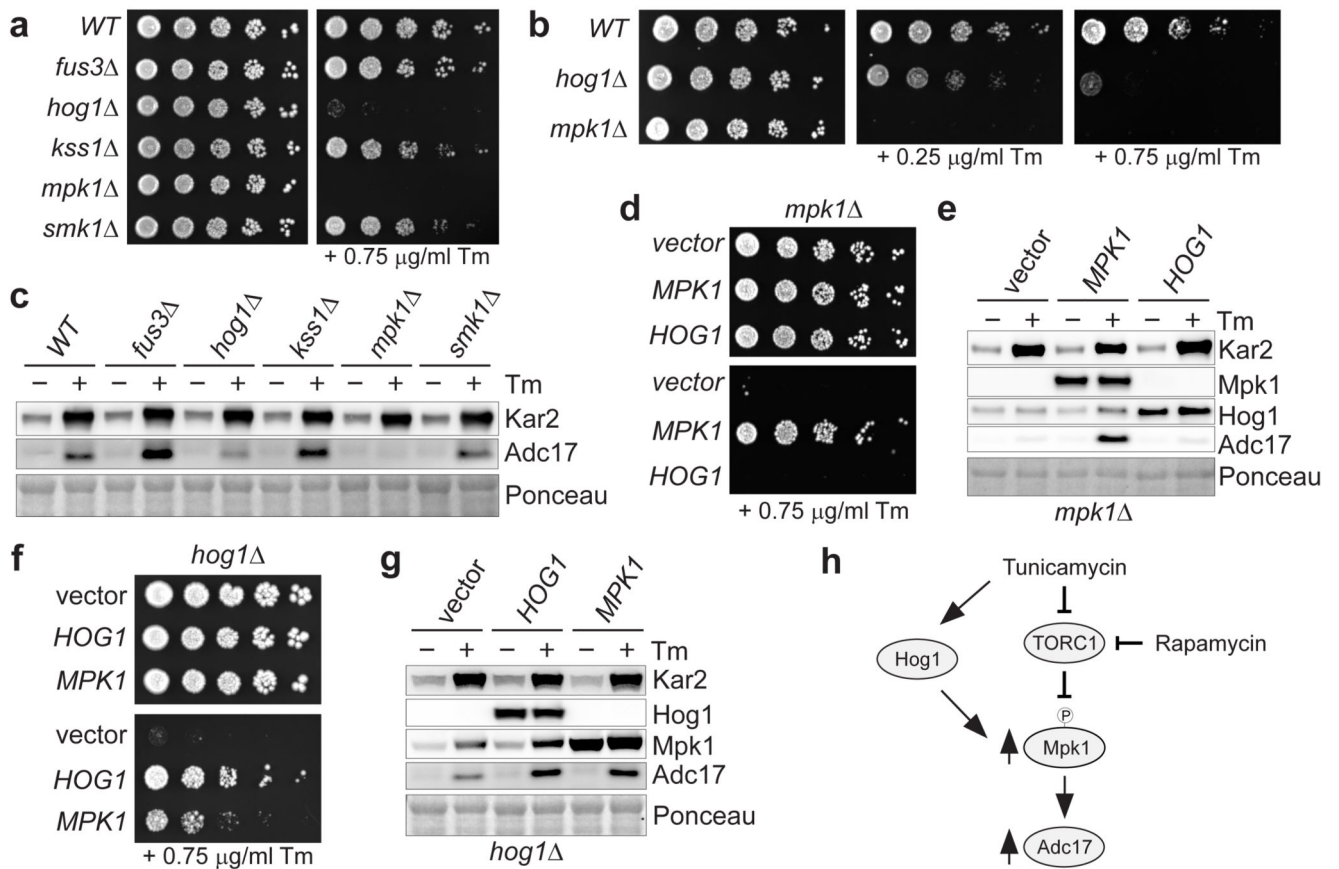 a
WT
fus3Δ
hog1Δ
kss1Δ
mpk1Δ
smk1Δ
+ 0.75 μg/ml Tm
b
WT
hog1Δ
mpk1Δ
+ 0.25 μg/ml Tm
+ 0.75 μg/ml Tm
c
WT
fus3Δ
hog1Δ
kss1Δ
mpk1Δ
smk1Δ
– + – + – + – + – + – + Tm
Kar2
Adc17
Ponceau
d
mpk1Δ
vector
MPK1
HOG1
vector
MPK1
HOG1
+ 0.75 μg/ml Tm
e
vector
MPK1
HOG1
– + – + – + Tm
Kar2
Mpk1
Hog1
Adc17
Ponceau
mpk1Δ
f
hog1Δ
vector
HOG1
MPK1
vector
HOG1
MPK1
+ 0.75 μg/ml Tm
g
vector
HOG1
MPK1
– + – + – + Tm
Kar2
Hog1
Mpk1
Adc17
Ponceau
hog1Δ
h
Tunicamycin
TORC1
Rapamycin
Hog1
P
Mpk1
Adc17